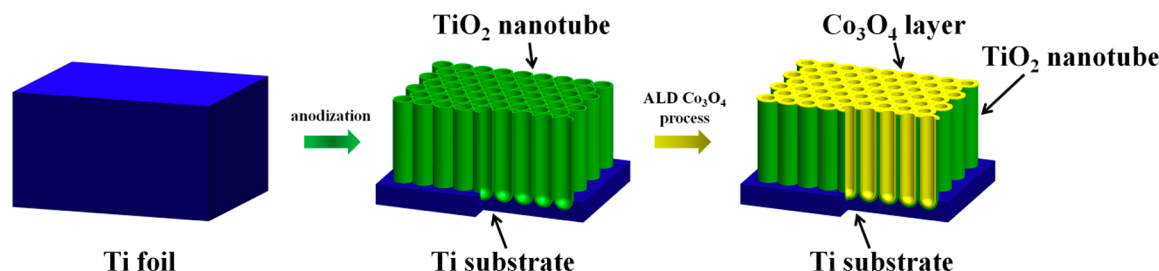 TiO₂ nanotube
Co₃O₄ layer
TiO₂ nanotube
anodization
ALD Co₃O₄
process
Ti foil
Ti substrate
Ti substrate